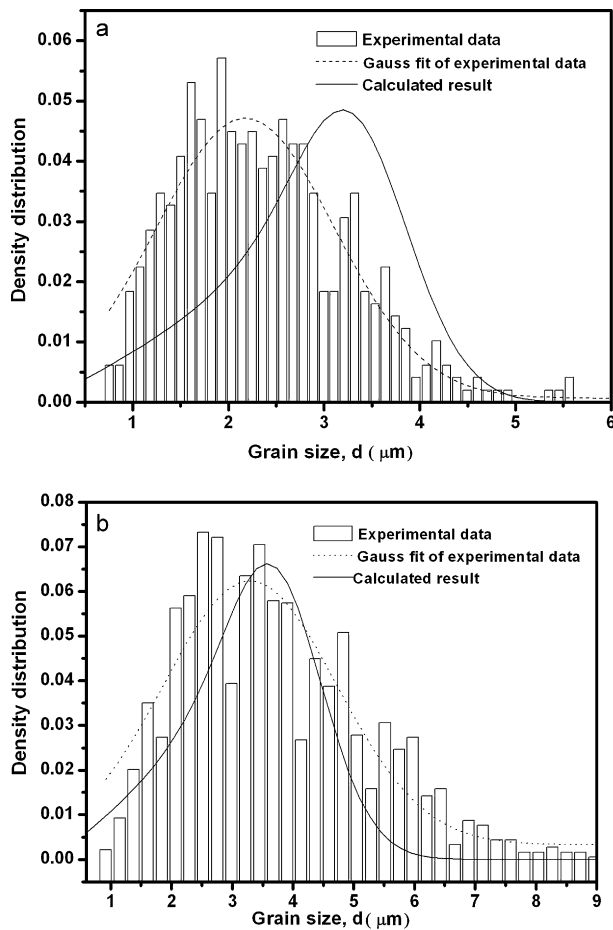 a
0.06
0.05
0.04
0.03
0.02
0.01
0.00
Density distribution
Experimental data
Gauss fit of experimental data
Calculated result
1 2 3 4 5 6
Grain size, d ( μm)
b
0.08
0.07
0.06
0.05
0.04
0.03
0.02
0.01
0.00
Density distribution
Experimental data
Gauss fit of experimental data
Calculated result
1 2 3 4 5 6 7 8 9
Grain size, d( μm)